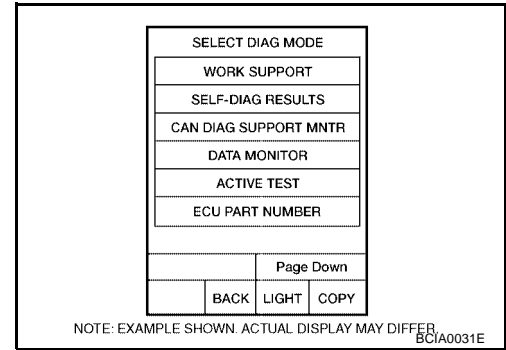 SELECT DIAG MODE
WORK SUPPORT
SELF-DIAG RESULTS
CAN DIAG SUPPORT MNTR
DATA MONITOR
ACTIVE TEST
ECU PART NUMBER
Page Down
BACK LIGHT COPY
NOTE: EXAMPLE SHOWN. ACTUAL DISPLAY MAY DIFFER.
BCIA0031E